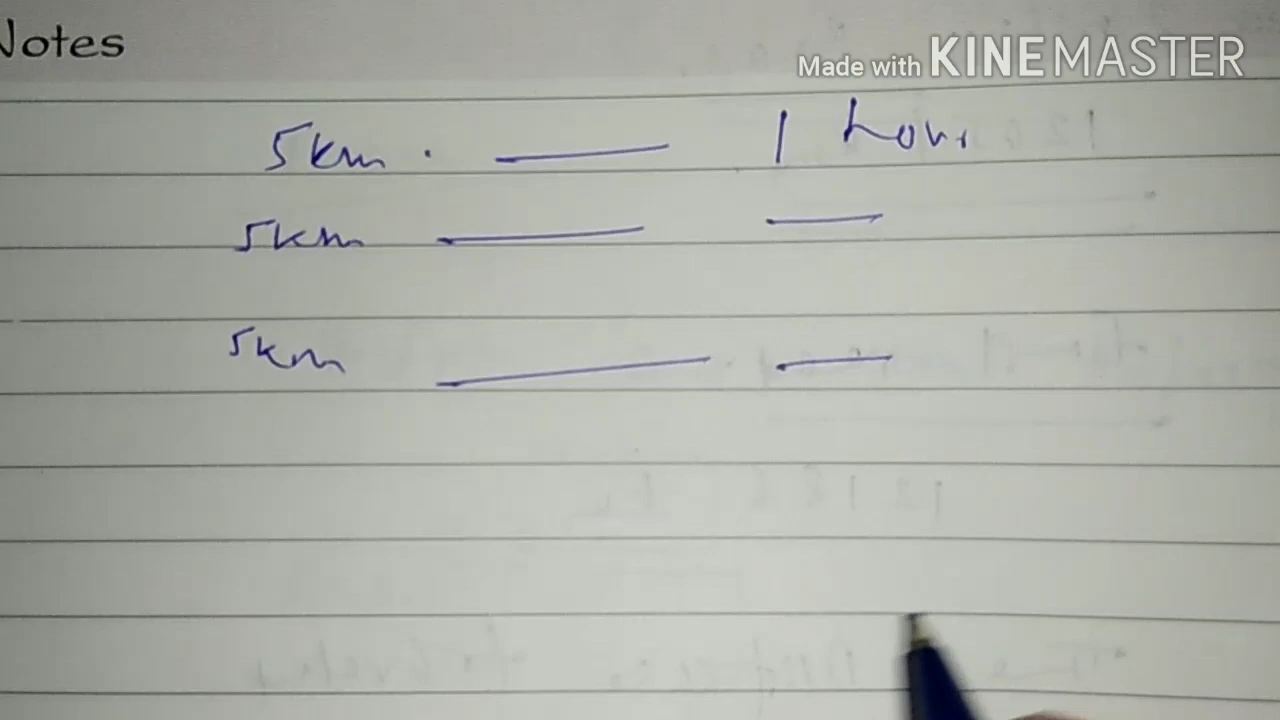 Notes
Made with KINEMASTER
5km. — 1 hour
5km — —
5km — —